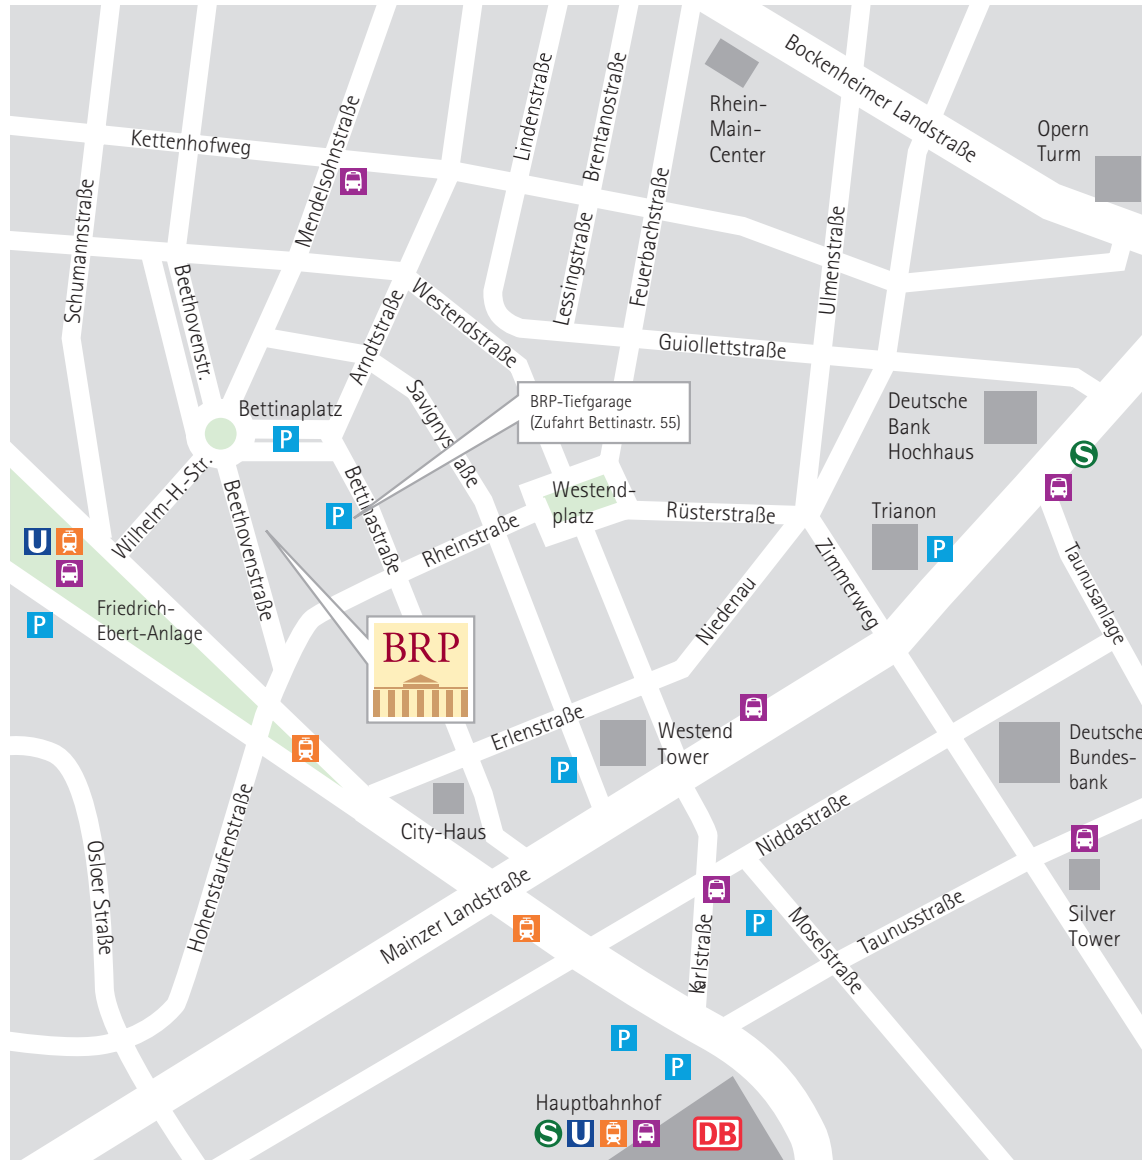 Bockenheimer Landstraße
Kettenhofweg
Mendelsohnstraße
Lindenstraße
Brentanostraße
Rhein-
Main-
Center
Opern
Turm
Schumannstraße
Beethovenstr.
Lessingstraße
Feuerbachstraße
Ulmenstraße
Arndtstraße
Westendstraße
Guiollettstraße
Bettinaplatz
P
Savignystraße
BRP-Tiefgarage
(Zufahrt Bettinastr. 55)
Deutsche
Bank
Hochhaus
S
Wilhelm-H.-Str.
Beethovenstraße
P
Bettinastraße
Rheinstraße
Westend-
platz
Rüsterstraße
Trianon
P
Zimmerweg
Taunusanlage
U
P
Friedrich-
Ebert-Anlage
BRP
Niedenau
Erlenstraße
Westend
Tower
P
Deutsche
Bundes-
bank
City-Haus
Niddastraße
Osloer Straße
Hohenstaufenstraße
Mainzer Landstraße
Karlstraße
P
Moselstraße
Taunusstraße
Silver
Tower
P
P
Hauptbahnhof
S U
DB